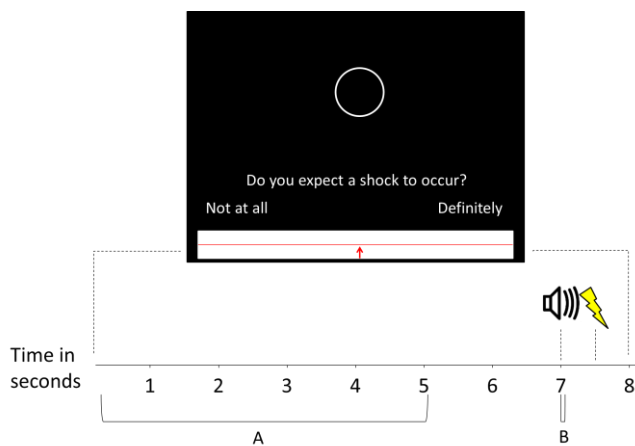 Do you expect a shock to occur?
Not at all Definitely
Time in
seconds
1 2 3 4 5 6 7 8
A B